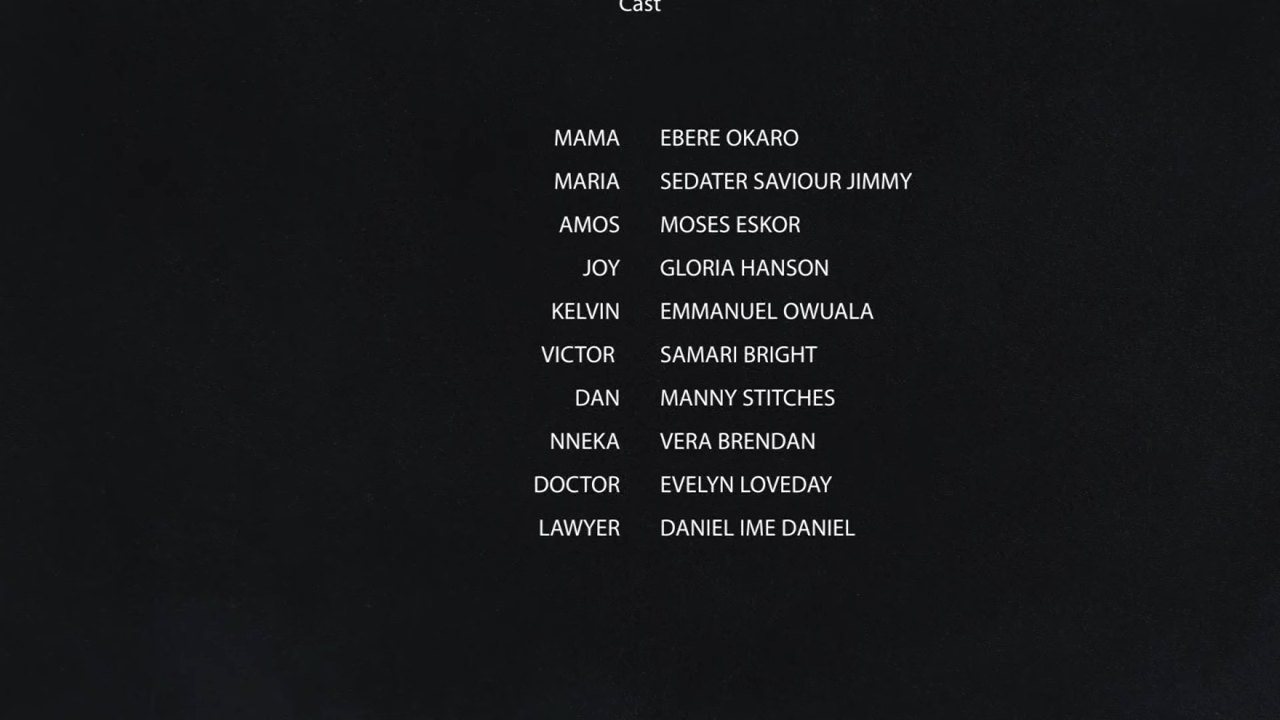 Cast
MAMA EBERE OKARO
MARIA SEDATER SAVIOUR JIMMY
AMOS MOSES ESKOR
JOY GLORIA HANSON
KELVIN EMMANUEL OWUALA
VICTOR SAMARI BRIGHT
DAN MANNY STITCHES
NNEKA VERA BRENDAN
DOCTOR EVELYN LOVEDAY
LAWYER DANIEL IME DANIEL